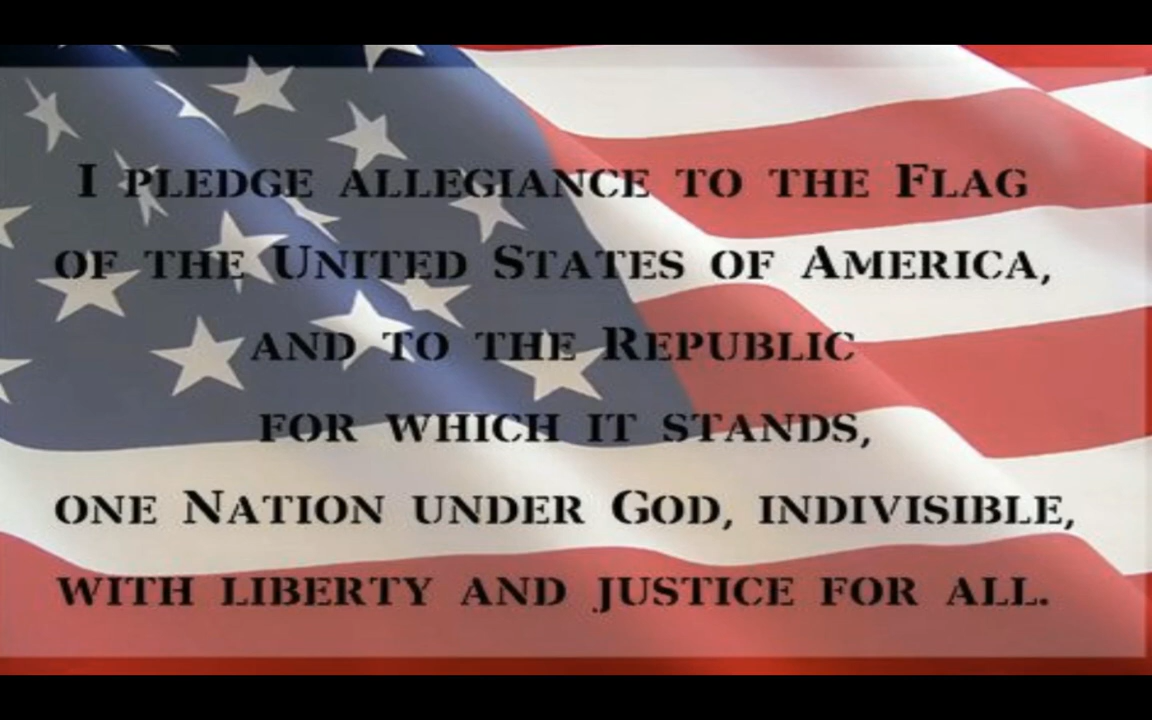 I PLEDGE ALLEGIANCE TO THE FLAG
OF THE UNITED STATES OF AMERICA,
AND TO THE REPUBLIC
FOR WHICH IT STANDS,
ONE NATION UNDER GOD, INDIVISIBLE,
WITH LIBERTY AND JUSTICE FOR ALL.